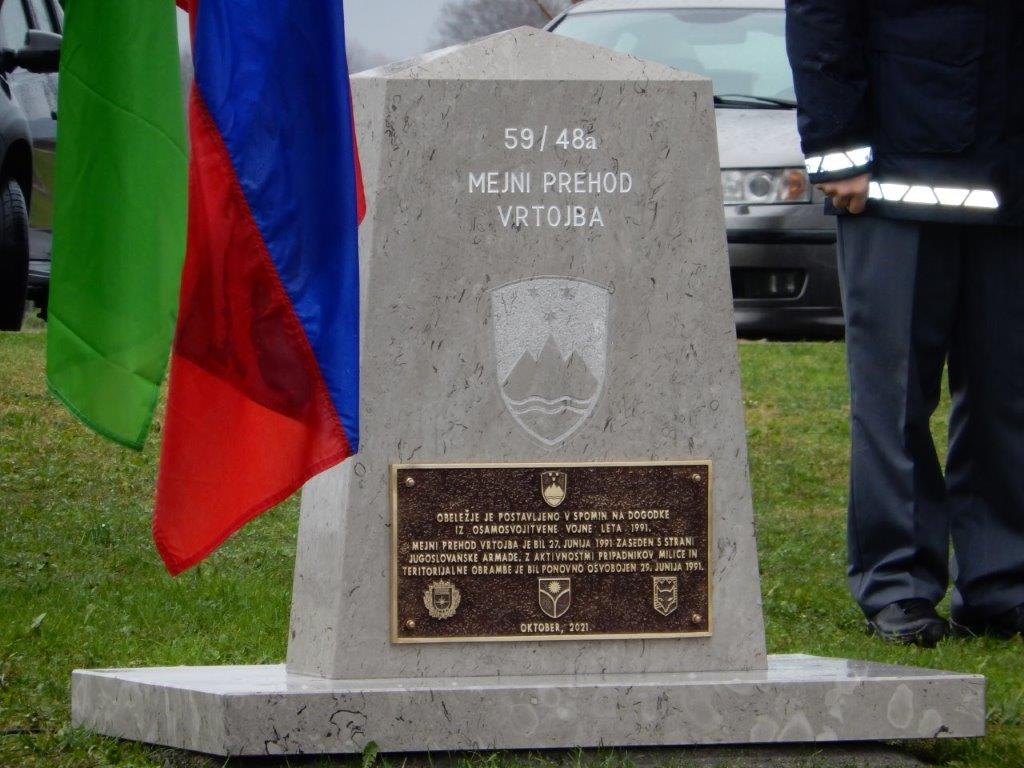 59/48a
MEJNI PREHOD
VRTOJBA
OBELEŽJE JE POSTAVLJENO V SPOMIN NA DOGODKE
IZ OSAMOSVOJITVENE VOJNE LETA 1991.
MEJNI PREHOD VRTOJBA JE BIL 27. JUNIJA 1991 ZASEDEN S STRANI
JUGOSLOVANSKE ARMADE, Z AKTIVNOSTMI PRIPADNIKOV MILICE IN
TERITORIALNE OBRAMBE JE BIL PONOVNO OSVOBOJEN 29. JUNIJA 1991.
OKTOBER, 2021.